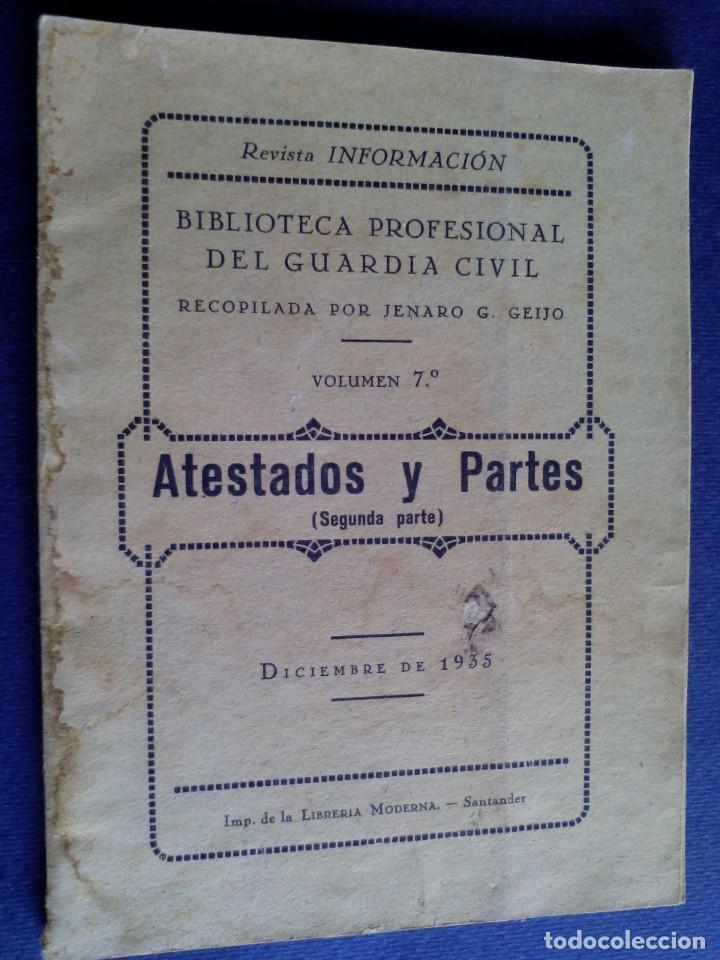 Revista INFORMACIÓN
BIBLIOTECA PROFESIONAL
DEL GUARDIA CIVIL
RECOPILADA POR JENARO G. GEIJO
VOLUMEN 7.º
Atestados y Partes
(Segunda parte)
DICIEMBRE DE 1935
Imp. de la LIBRERIA MODERNA. — Santander
todocoleccion